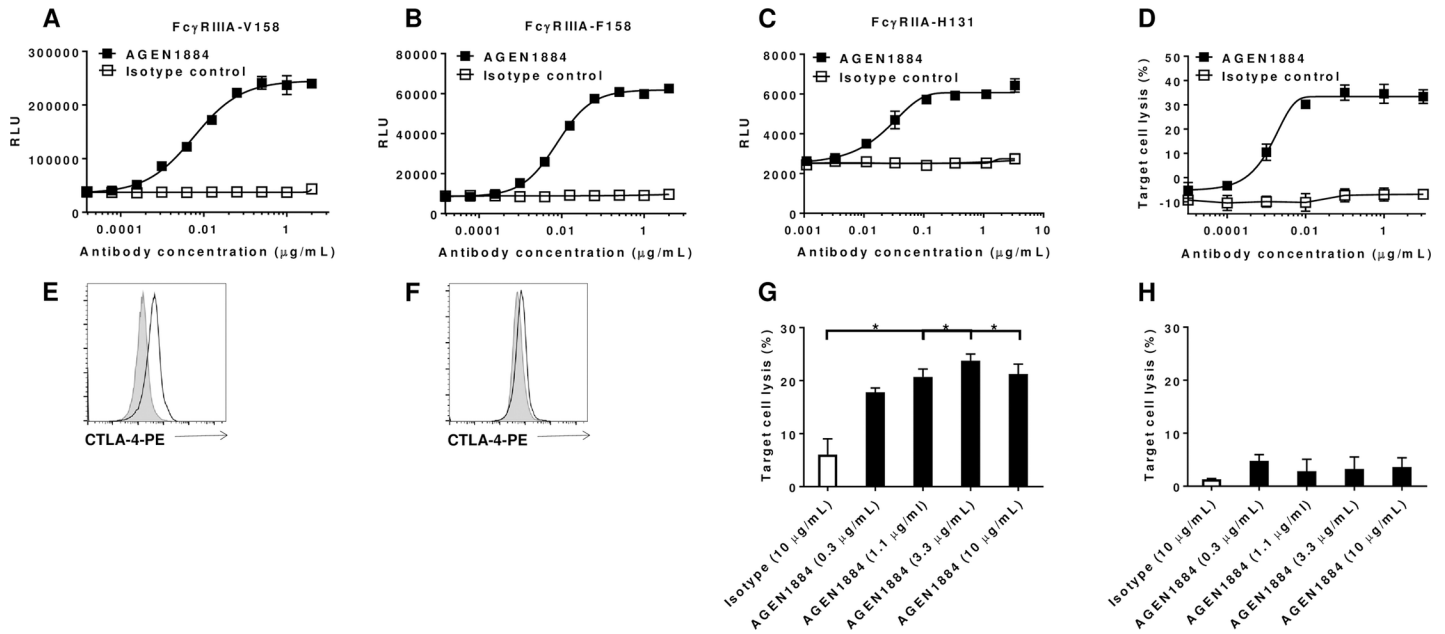 A
FcγRIIIA-V158
300000
200000
100000
0
RLU
AGEN1884
Isotype control
0.0001
0.01
1
Antibody concentration (μg/mL)
B
FcγRIIIA-F158
80000
60000
40000
20000
0
RLU
AGEN1884
Isotype control
0.0001
0.01
1
Antibody concentration (μg/mL)
C
FcγRIIA-H131
8000
6000
4000
2000
0
RLU
AGEN1884
Isotype control
0.001
0.01
0.1
1
10
Antibody concentration (μg/mL)
D
50
40
30
20
10
0
-10
Target cell lysis (%)
AGEN1884
Isotype control
0.0001
0.01
1
Antibody concentration (μg/mL)
E
CTLA-4-PE
F
CTLA-4-PE
G
30
20
10
0
Target cell lysis (%)
*
*
*
Isotype (10 μg/mL)
AGEN1884 (0.3 μg/mL)
AGEN1884 (1.1 μg/ml)
AGEN1884 (3.3 μg/mL)
AGEN1884 (10 μg/mL)
H
30
20
10
0
Target cell lysis (%)
Isotype (10 μg/mL)
AGEN1884 (0.3 μg/mL)
AGEN1884 (1.1 μg/ml)
AGEN1884 (3.3 μg/mL)
AGEN1884 (10 μg/mL)